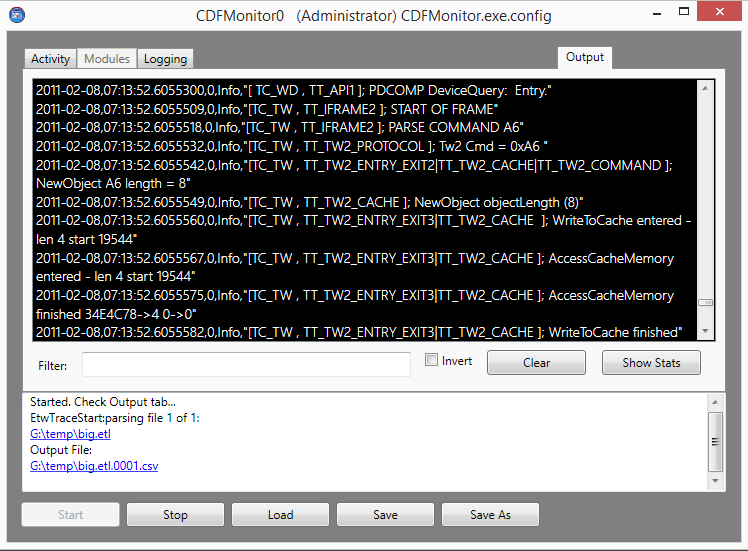 CDFMonitor0 (Administrator) CDFMonitor.exe.config
Activity Modules Logging Output
2011-02-08,07:13:52.6055300,0,Info,"[ TC_WD , TT_API1 ]; PDCOMP DeviceQuery: Entry."
2011-02-08,07:13:52.6055509,0,Info,"[TC_TW , TT_IFRAME2 ]; START OF FRAME"
2011-02-08,07:13:52.6055518,0,Info,"[TC_TW , TT_IFRAME2 ]; PARSE COMMAND A6"
2011-02-08,07:13:52.6055532,0,Info,"[TC_TW , TT_TW2_PROTOCOL ]; Tw2 Cmd = 0xA6 "
2011-02-08,07:13:52.6055542,0,Info,"[TC_TW , TT_TW2_ENTRY_EXIT2|TT_TW2_CACHE|TT_TW2_COMMAND ];
NewObject A6 length = 8"
2011-02-08,07:13:52.6055549,0,Info,"[TC_TW , TT_TW2_CACHE ]; NewObject objectLength (8)"
2011-02-08,07:13:52.6055560,0,Info,"[TC_TW , TT_TW2_ENTRY_EXIT3|TT_TW2_CACHE  ]; WriteToCache entered -
len 4 start 19544"
2011-02-08,07:13:52.6055567,0,Info,"[TC_TW , TT_TW2_ENTRY_EXIT3|TT_TW2_CACHE ]; AccessCacheMemory
entered - len 4 start 19544"
2011-02-08,07:13:52.6055575,0,Info,"[TC_TW , TT_TW2_ENTRY_EXIT3|TT_TW2_CACHE ]; AccessCacheMemory
finished 34E4C78->4 0->0"
2011-02-08,07:13:52.6055582,0,Info,"[TC_TW , TT_TW2_ENTRY_EXIT3|TT_TW2_CACHE ]; WriteToCache finished"
Filter: Invert Clear Show Stats
Started. Check Output tab...
EtwTraceStart:parsing file 1 of 1:
G:\temp\big.etl
Output File:
G:\temp\big.etl.0001.csv
Start Stop Load Save Save As